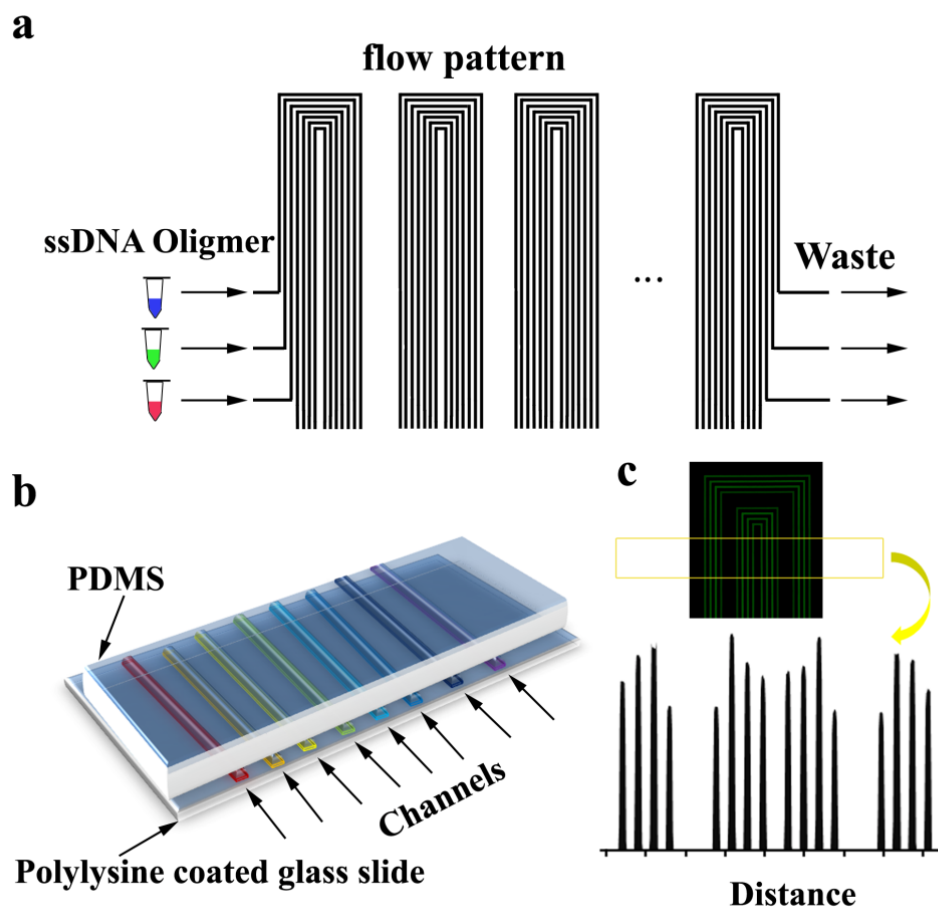 a
flow pattern
ssDNA Oligmer
Waste
...
b
c
PDMS
Channels
Polylysine coated glass slide
Distance